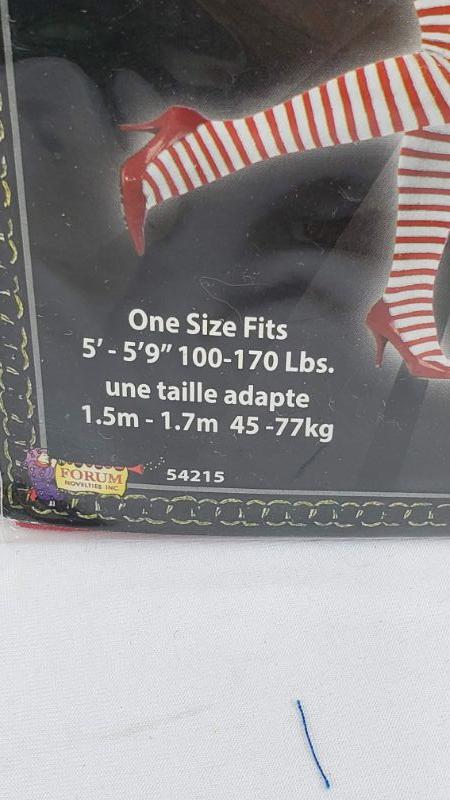 One Size Fits
5' - 5'9” 100-170 Lbs.
une taille adapte
1.5m - 1.7m 45 -77kg
FORUM
NOVELTIES INC.
54215